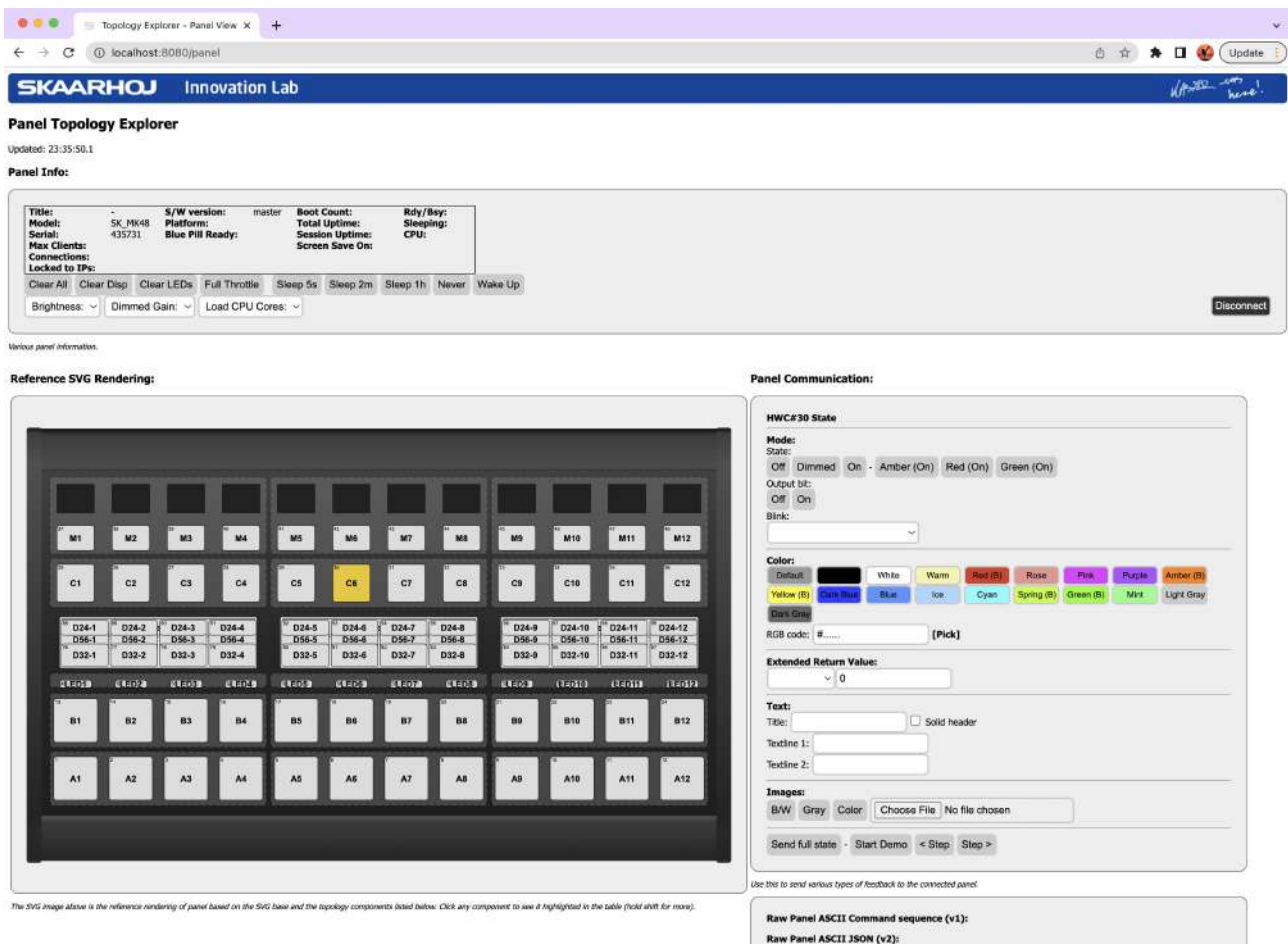 Topology Explorer - Panel View
localhost:8080/panel
Update
SKAARHOJ Innovation Lab
was here!
Panel Topology Explorer
Updated: 23:35:50.1
Panel Info:
Title: - S/W version: master Boot Count: Rdy/Bsy:
Model: SK_MK48 Platform: Total Uptime: Sleeping:
Serial: 435731 Blue Pill Ready: Session Uptime: CPU:
Max Clients: Screen Save On:
Connections:
Locked to IPs:
Clear All Clear Disp Clear LEDs Full Throttle Sleep 5s Sleep 2m Sleep 1h Never Wake Up
Brightness: Dimmed Gain: Load CPU Cores: Disconnect
Various panel information.
Reference SVG Rendering:
M1 M2 M3 M4 M5 M6 M7 M8 M9 M10 M11 M12
C1 C2 C3 C4 C5 C6 C7 C8 C9 C10 C11 C12
D24-1 D24-2 D24-3 D24-4 D24-5 D24-6 D24-7 D24-8 D24-9 D24-10 D24-11 D24-12
D56-1 D56-2 D56-3 D56-4 D56-5 D56-6 D56-7 D56-8 D56-9 D56-10 D56-11 D56-12
D32-1 D32-2 D32-3 D32-4 D32-5 D32-6 D32-7 D32-8 D32-9 D32-10 D32-11 D32-12
LED1 LED2 LED3 LED4 LED5 LED6 LED7 LED8 LED9 LED10 LED11 LED12
B1 B2 B3 B4 B5 B6 B7 B8 B9 B10 B11 B12
A1 A2 A3 A4 A5 A6 A7 A8 A9 A10 A11 A12
The SVG image above is the reference rendering of panel based on the SVG base and the topology components listed below. Click any component to see it highlighted in the table (hold shift for more).
Panel Communication:
HWC#30 State
Mode:
State:
Off Dimmed On - Amber (On) Red (On) Green (On)
Output bit:
Off On
Blink:
Color:
Default White Warm Red (B) Rose Pink Purple Amber (B)
Yellow (B) Dark Blue Blue Ice Cyan Spring (B) Green (B) Mint Light Gray
Dark Gray
RGB code: #...... [Pick]
Extended Return Value:
0
Text:
Title: Solid header
Textline 1:
Textline 2:
Images:
B/W Gray Color Choose File No file chosen
Send full state - Start Demo < Step Step >
Use this to send various types of feedback to the connected panel.
Raw Panel ASCII Command sequence (v1):
Raw Panel ASCII JSON (v2):